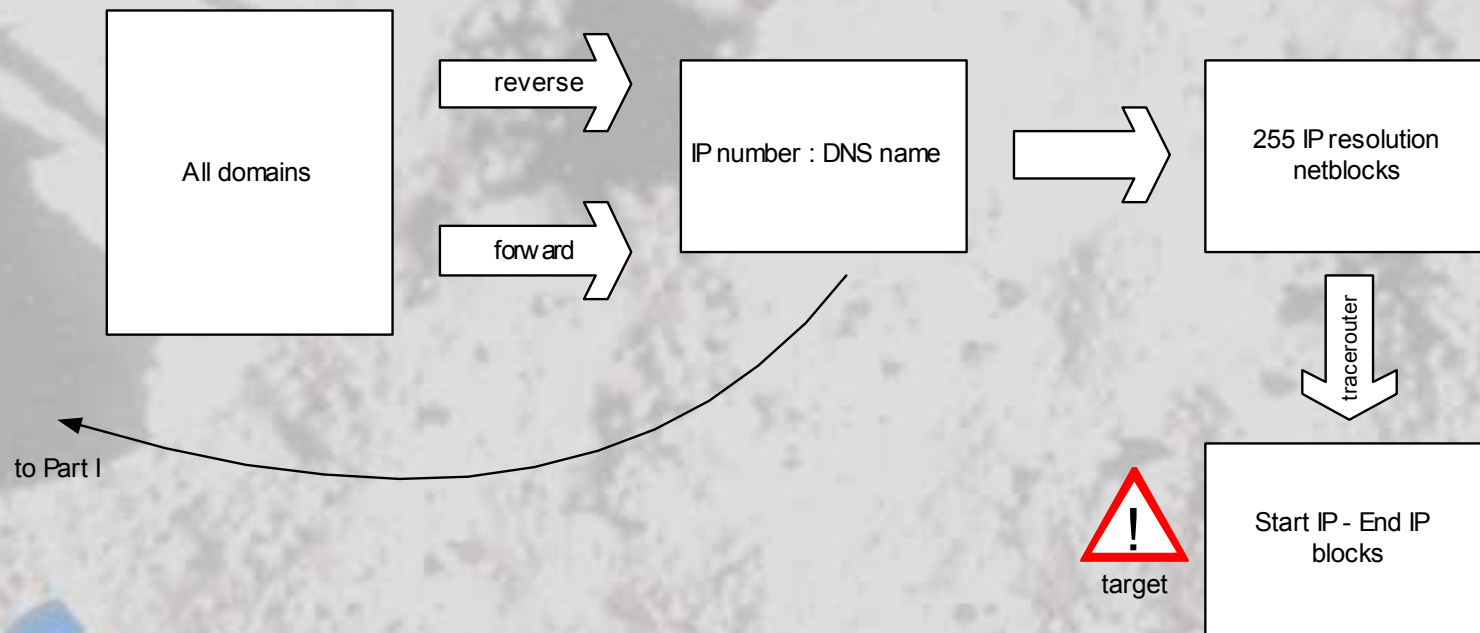 All domains
reverse
forward
IP number : DNS name
255 IP resolution
netblocks
tracerouter
to Part I
!
target
Start IP - End IP
blocks